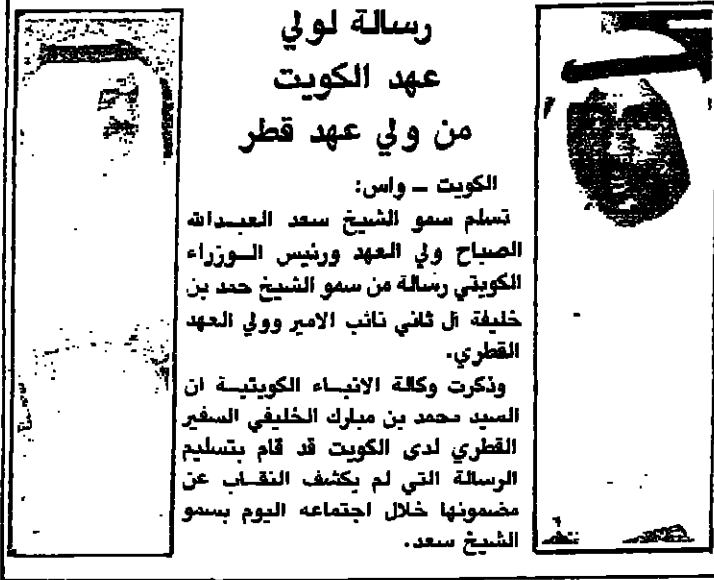 رسالة لولي
عهد الكويت
من ولي عهد قطر
الكويت ــ واس:
تسلم سمو الشيخ سعد العبدالله
الصباح ولي العهد ورئيس الوزراء
الكويتي رسالة من سمو الشيخ حمد بن
خليفة آل ثاني نائب الامير وولي العهد
القطري.
وذكرت وكالة الانباء الكويتية ان
السيد محمد بن مبارك الخليفي السفير
القطري لدى الكويت قد قام بتسليم
الرسالة التي لم يكشف النقاب عن
مضمونها خلال اجتماعه اليوم بسمو
الشيخ سعد.